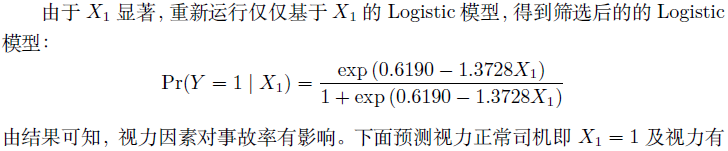 由于 X₁ 显著, 重新运行仅仅基于 X₁ 的 Logistic 模型, 得到筛选后的的 Logistic
模型:
Pr(Y = 1 | X₁) = exp (0.6190 − 1.3728X₁) / 1 + exp (0.6190 − 1.3728X₁)
由结果可知, 视力因素对事故率有影响。下面预测视力正常司机即 X₁ = 1 及视力有